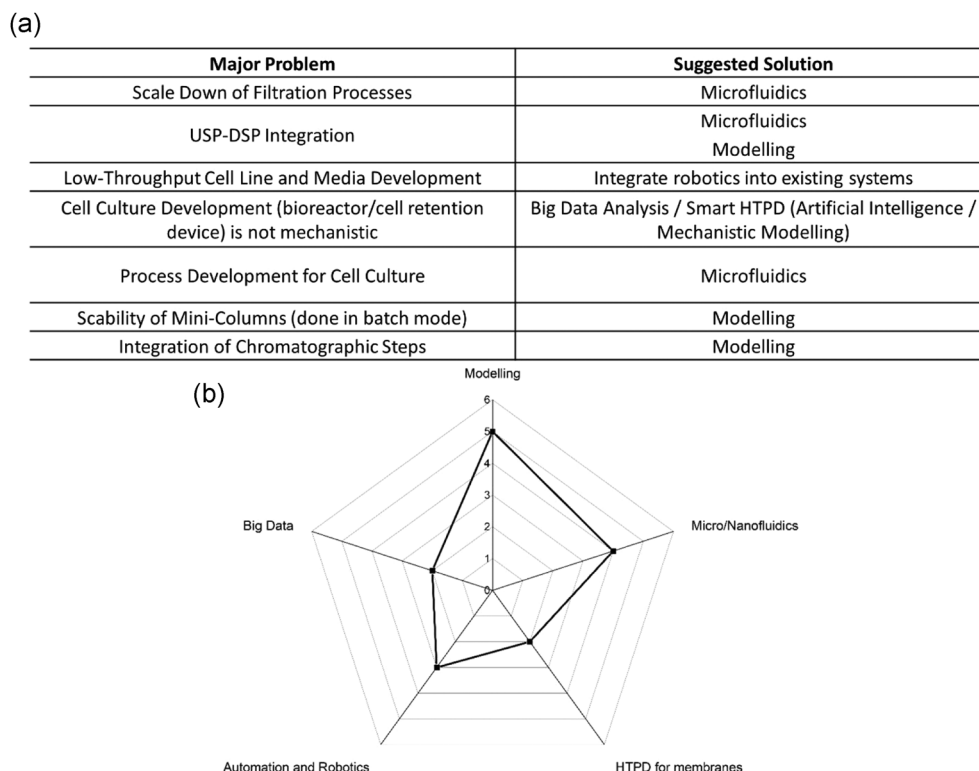 (a)
Major Problem Suggested Solution
Scale Down of Filtration Processes Microfluidics
USP-DSP Integration Microfluidics
Modelling
Low-Throughput Cell Line and Media Development Integrate robotics into existing systems
Cell Culture Development (bioreactor/cell retention Big Data Analysis / Smart HTPD (Artificial Intelligence /
device) is not mechanistic Mechanistic Modelling)
Process Development for Cell Culture Microfluidics
Scability of Mini-Columns (done in batch mode) Modelling
Integration of Chromatographic Steps Modelling
(b)
Modelling
6
5
4
3
2
1
0
Big Data
Micro/Nanofluidics
Automation and Robotics
HTPD for membranes